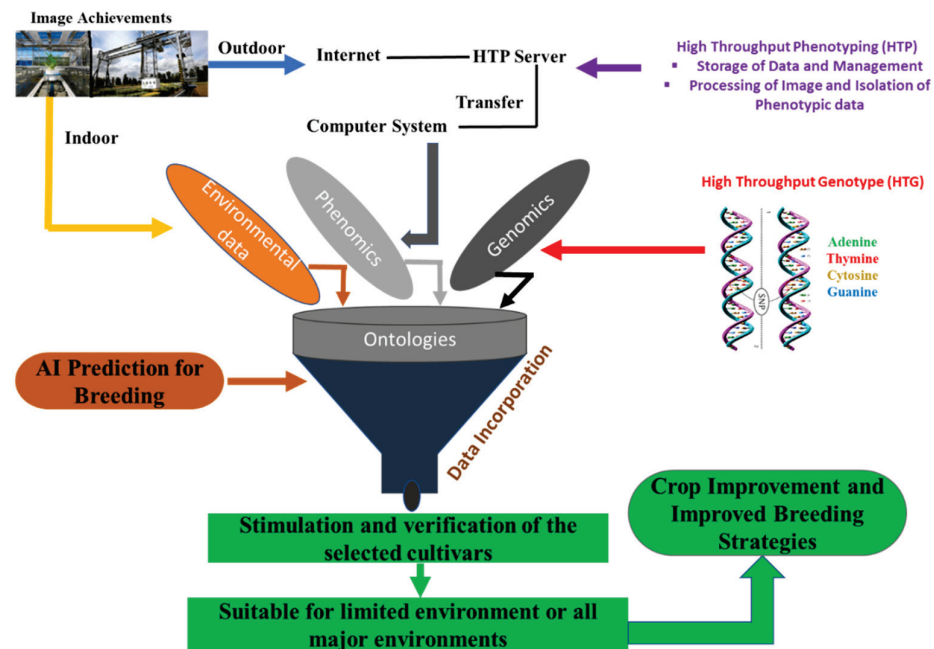 Image Achievements
Outdoor
Internet
HTP Server
Transfer
Computer System
Indoor
High Throughput Phenotyping (HTP)
▪ Storage of Data and Management
▪ Processing of Image and Isolation of
Phenotypic data
Environmental
data
Phenomics
Genomics
High Throughput Genotype (HTG)
SNP
Adenine
Thymine
Cytosine
Guanine
Ontologies
AI Prediction for
Breeding
Data Incorporation
Stimulation and verification of the
selected cultivars
Crop Improvement and
Improved Breeding
Strategies
Suitable for limited environment or all
major environments